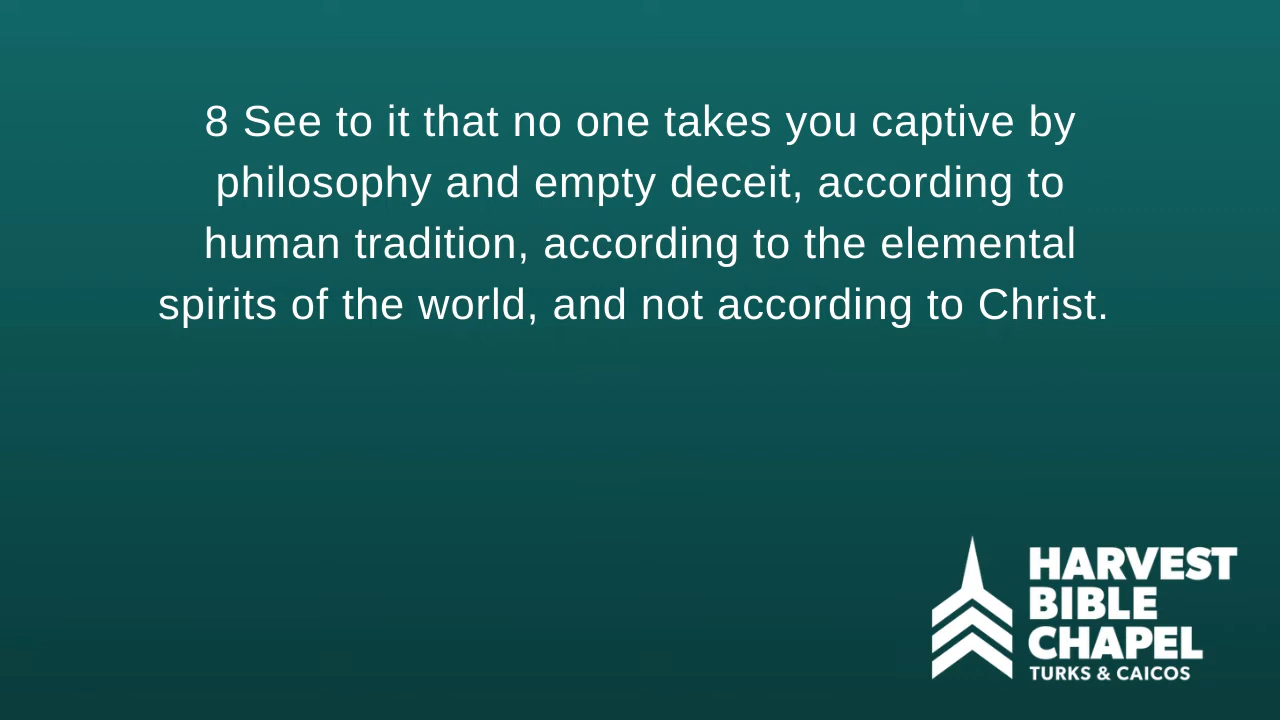 8 See to it that no one takes you captive by
philosophy and empty deceit, according to
human tradition, according to the elemental
spirits of the world, and not according to Christ.
HARVEST
BIBLE
CHAPEL
TURKS & CAICOS